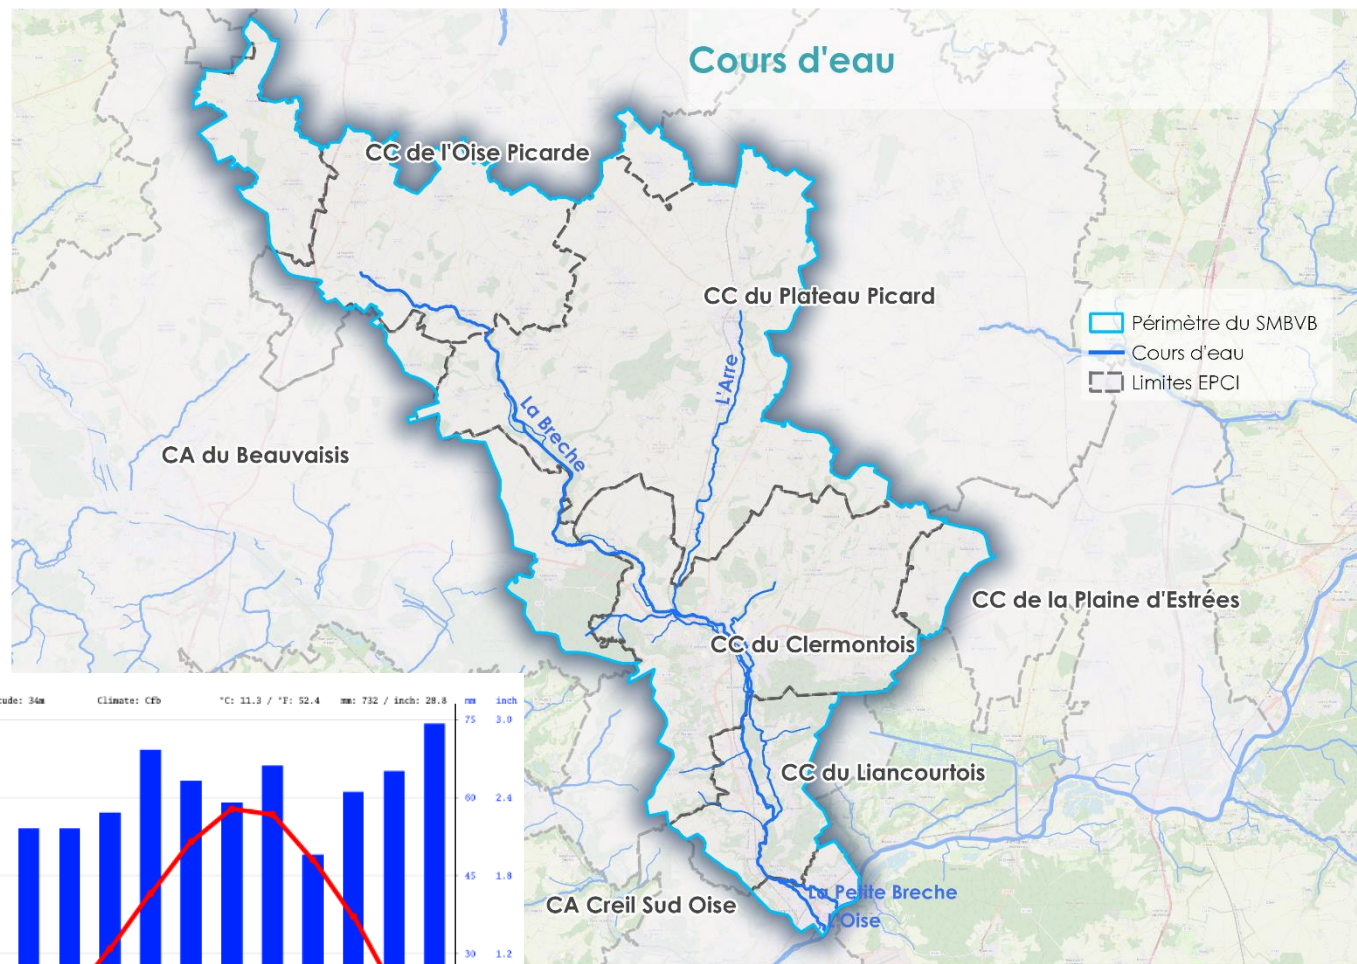 Cours d'eau
CC de l'Oise Picarde
CC du Plateau Picard
Périmètre du SMBVB
Cours d'eau
Limites EPCI
L'Arre
La Breche
CA du Beauvaisis
CC de la Plaine d'Estrées
CC du Clermontois
CC du Liancourtois
La Petite Breche
CA Creil Sud Oise
L'Oise
tude: 34m Climate: Cfb °C: 11.3 / °F: 52.4 mm: 732 / inch: 28.8 mm inch
75 3.0
60 2.4
45 1.8
30 1.2